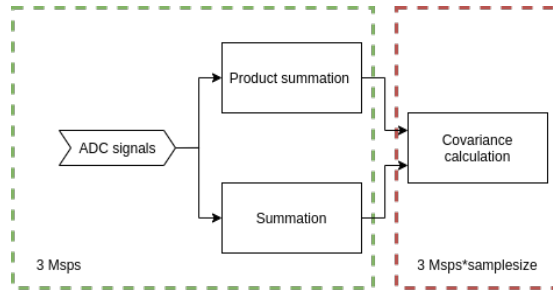 Product summation
ADC signals
Covariance
calculation
Summation
3 Msps
3 Msps*samplesize